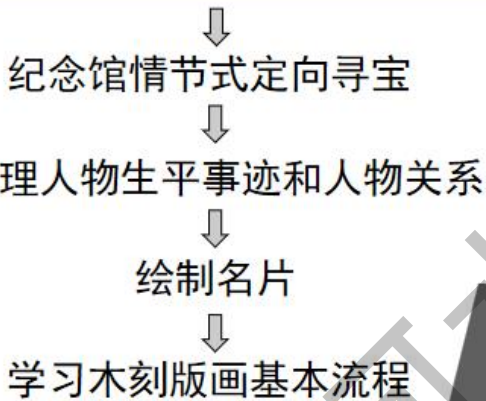 纪念馆情节式定向寻宝
理人物生平事迹和人物关系
绘制名片
学习木刻版画基本流程